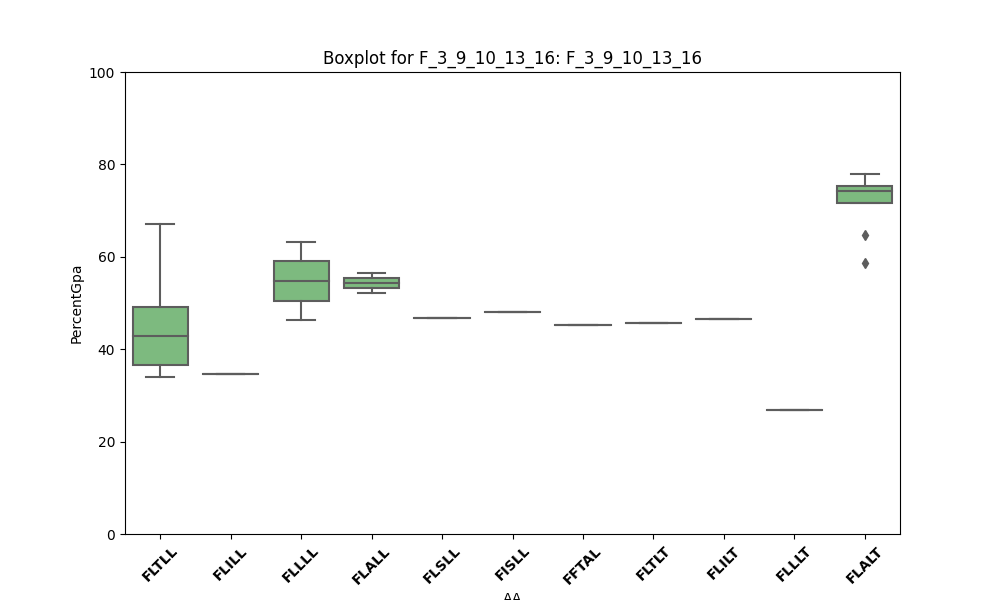 Boxplot for F_3_9_10_13_16: F_3_9_10_13_16
100
80
60
40
20
0
PercentGpa
FLTLL
FLILL
FLLLL
FLALL
FLSLL
FISLL
FFTAL
FLTLT
FLILT
FLLLT
FLALT
AA